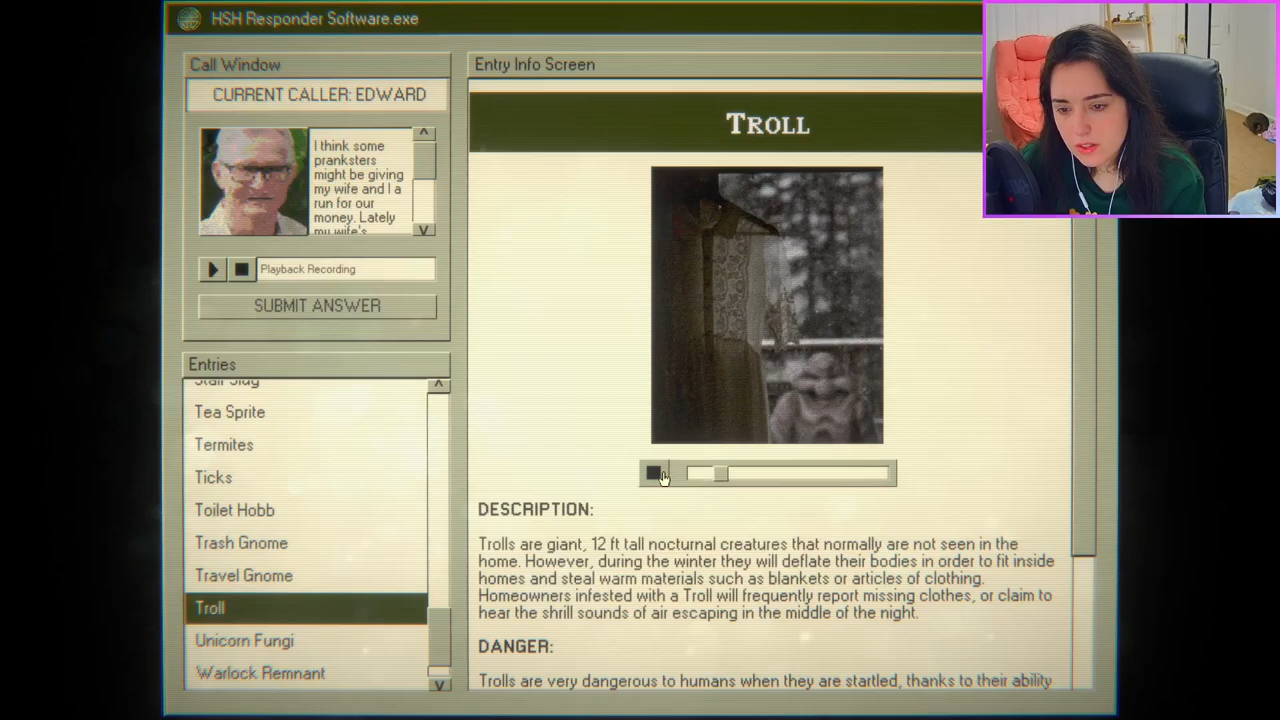 HSH Responder Software.exe
Call Window
CURRENT CALLER: EDWARD
I think some
pranksters
might be giving
my wife and I a
run for our
money. Lately
my wife's
Playback Recording
SUBMIT ANSWER
Entries
Stair Slug
Tea Sprite
Termites
Ticks
Toilet Hobb
Trash Gnome
Travel Gnome
Troll
Unicorn Fungi
Warlock Remnant
Entry Info Screen
TROLL
DESCRIPTION:
Trolls are giant, 12 ft tall nocturnal creatures that normally are not seen in the
home. However, during the winter they will deflate their bodies in order to fit inside
homes and steal warm materials such as blankets or articles of clothing.
Homeowners infested with a Troll will frequently report missing clothes, or claim to
hear the shrill sounds of air escaping in the middle of the night.
DANGER:
Trolls are very dangerous to humans when they are startled, thanks to their ability